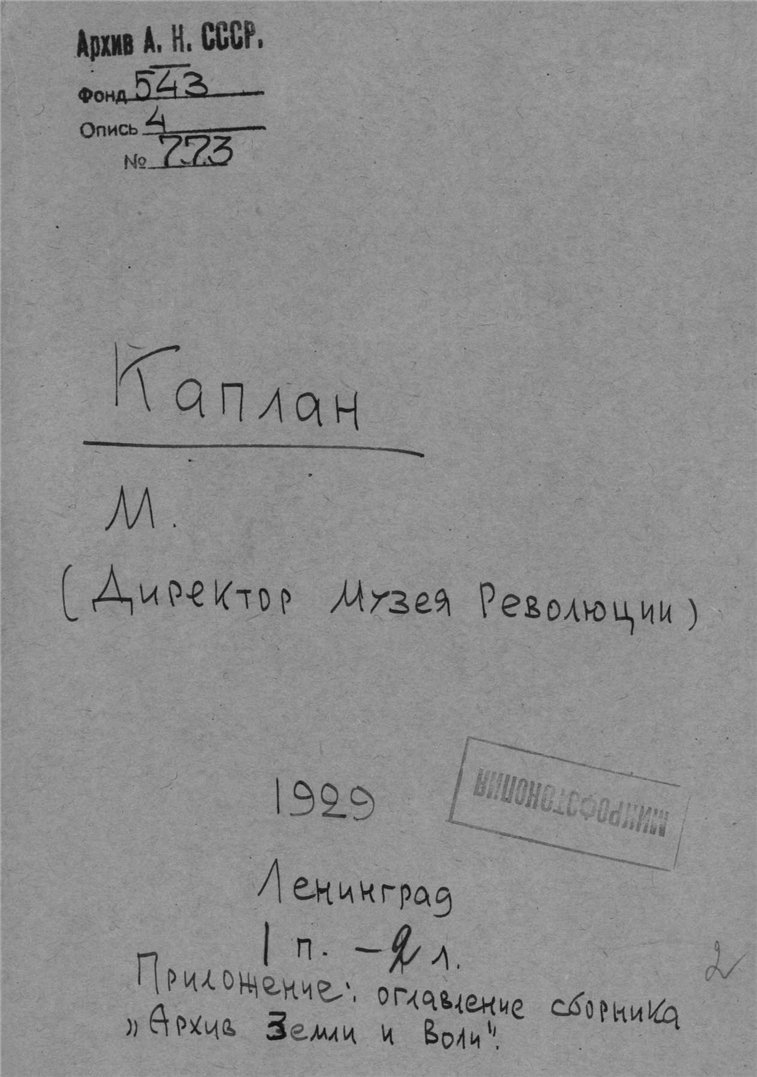 Архив А. Н. СССР.
Фонд 543
Опись 4
№ 773
Каплан
М.
(Директор Музея Революции)
1929
МИКРОФОТОКОПИЯ
Ленинград
1 п. – 2 л.
2
Приложение: оглавление сборника
„Архив Земли и Воли".